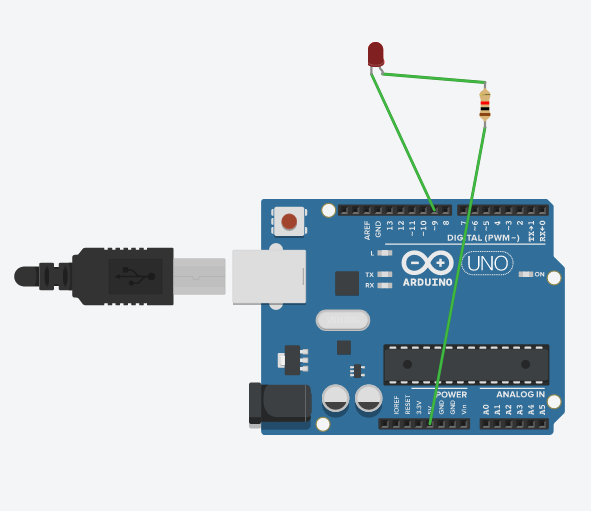 AREF
GND
13
12
~11
~10
~9
8
7
~6
~5
4
~3
2
TX→1
RX←0
DIGITAL (PWM~)
L
TX
RX
ARDUINO
UNO
ON
POWER
ANALOG IN
IOREF
RESET
3.3V
5V
GND
GND
Vin
A0
A1
A2
A3
A4
A5